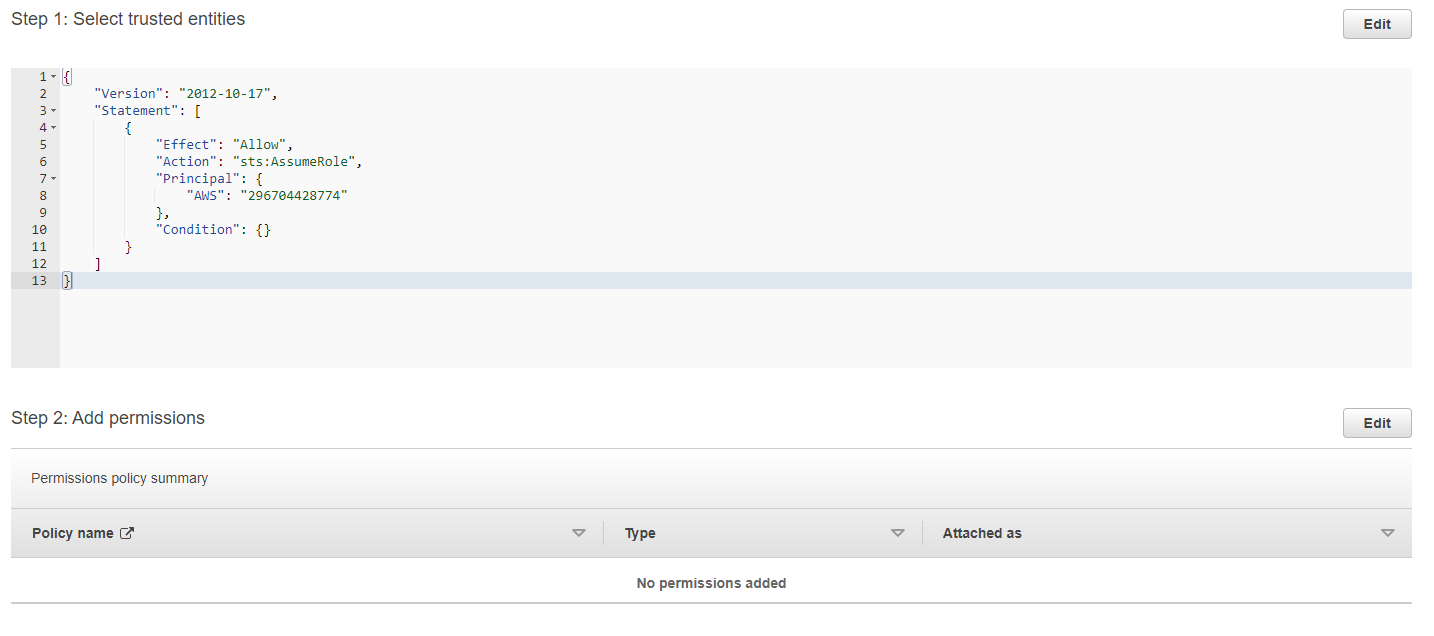 Step 1: Select trusted entities
Edit
1 {
2 "Version": "2012-10-17",
3 "Statement": [
4 {
5 "Effect": "Allow",
6 "Action": "sts:AssumeRole",
7 "Principal": {
8 "AWS": "296704428774"
9 },
10 "Condition": {}
11 }
12 ]
13 }
Step 2: Add permissions
Edit
Permissions policy summary
Policy name Type Attached as
No permissions added